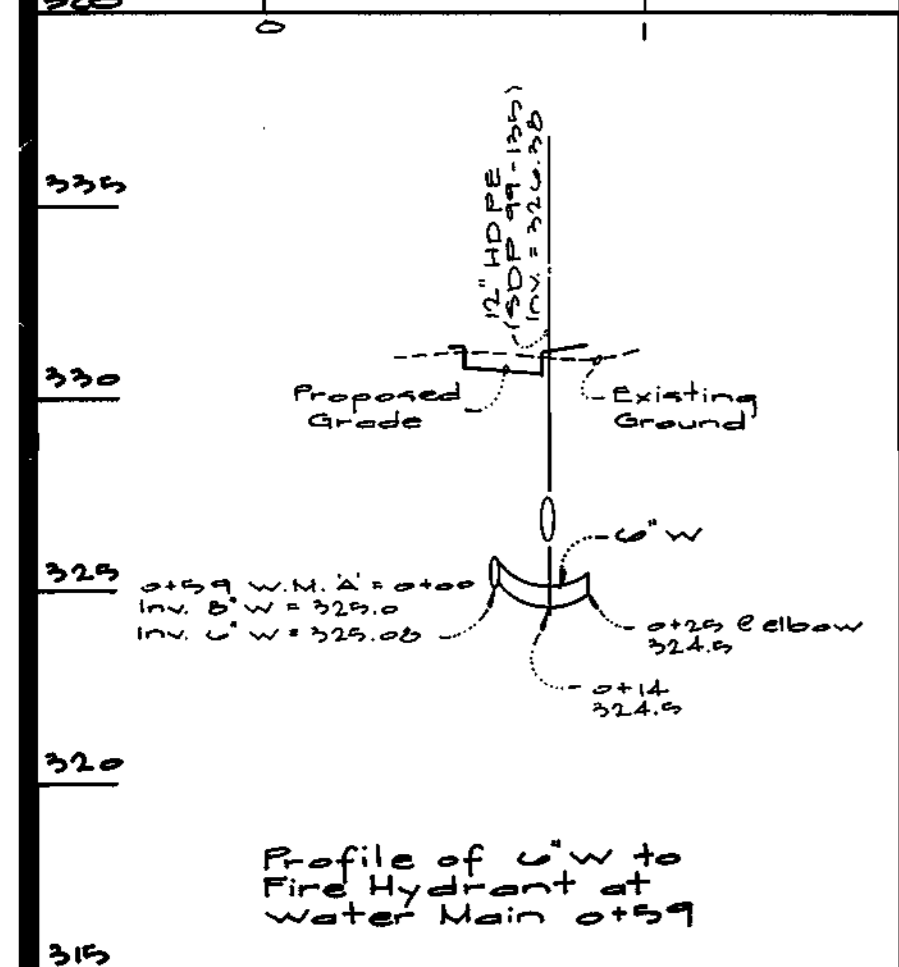 0
1
335
12" HDPE
(SDP 99-135)
Inv. = 326.38
330
Proposed
Grade
Existing
Ground
6" W
325
0+59 W.M. 'A' = 0+00
Inv. 8" W = 325.0
Inv. 6" W = 325.08
0+25 @ elbow
324.5
0+14
324.5
320
Profile of 6" W to
Fire Hydrant at
Water Main 0+59
315